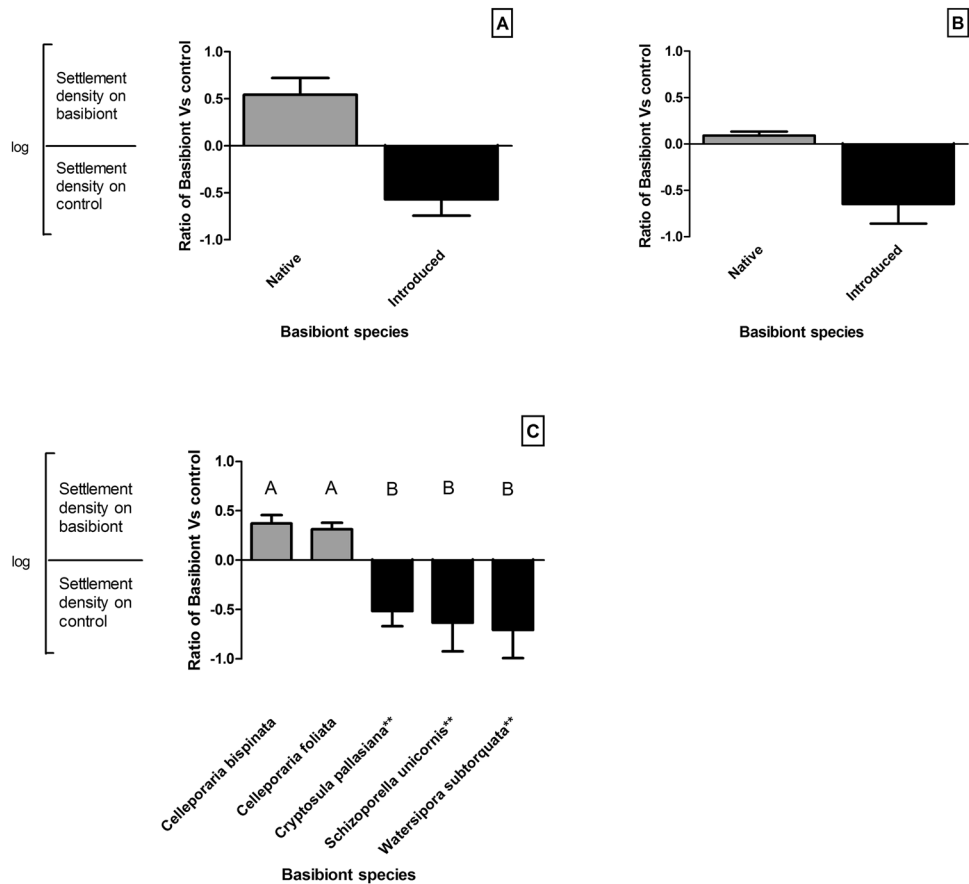 A
log
Settlement
density on
basibiont
Settlement
density on
control
Ratio of Basibiont Vs control
1.0
0.5
0.0
-0.5
-1.0
Native
Introduced
Basibiont species
B
Ratio of Basibiont Vs control
1.0
0.5
0.0
-0.5
-1.0
Native
Introduced
Basibiont species
C
log
Settlement
density on
basibiont
Settlement
density on
control
Ratio of Basibiont Vs control
1.0
0.5
0.0
-0.5
-1.0
A A B B B
Celleporaria bispinata
Celleporaria foliata
Cryptosula pallasiana**
Schizoporella unicornis**
Watersipora subtorquata**
Basibiont species